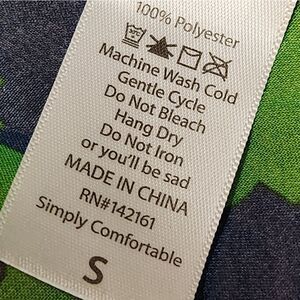 100% Polyester
Machine Wash Cold
Gentle Cycle
Do Not Bleach
Hang Dry
Do Not Iron
or you'll be sad
MADE IN CHINA
RN#142161
Simply Comfortable
S